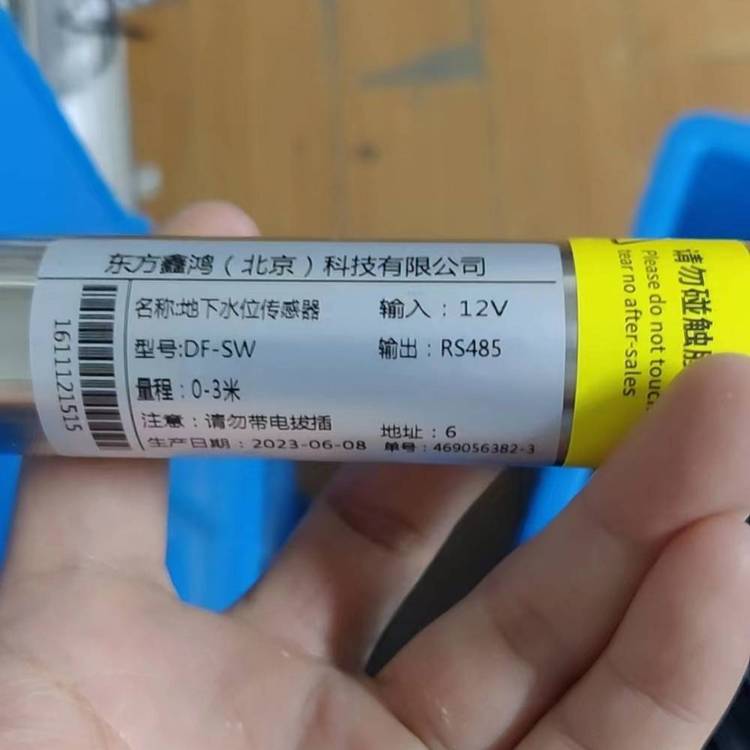 东方鑫鸿（北京）科技有限公司
名称:地下水位传感器
输入：12V
型号:DF-SW
输出：RS485
量程：0-3米
注意：请勿带电拔插
地址：6
生产日期：2023-06-08
单号：469056382-3
1611121515
请勿碰触
Please do not touch
tear no after-sales